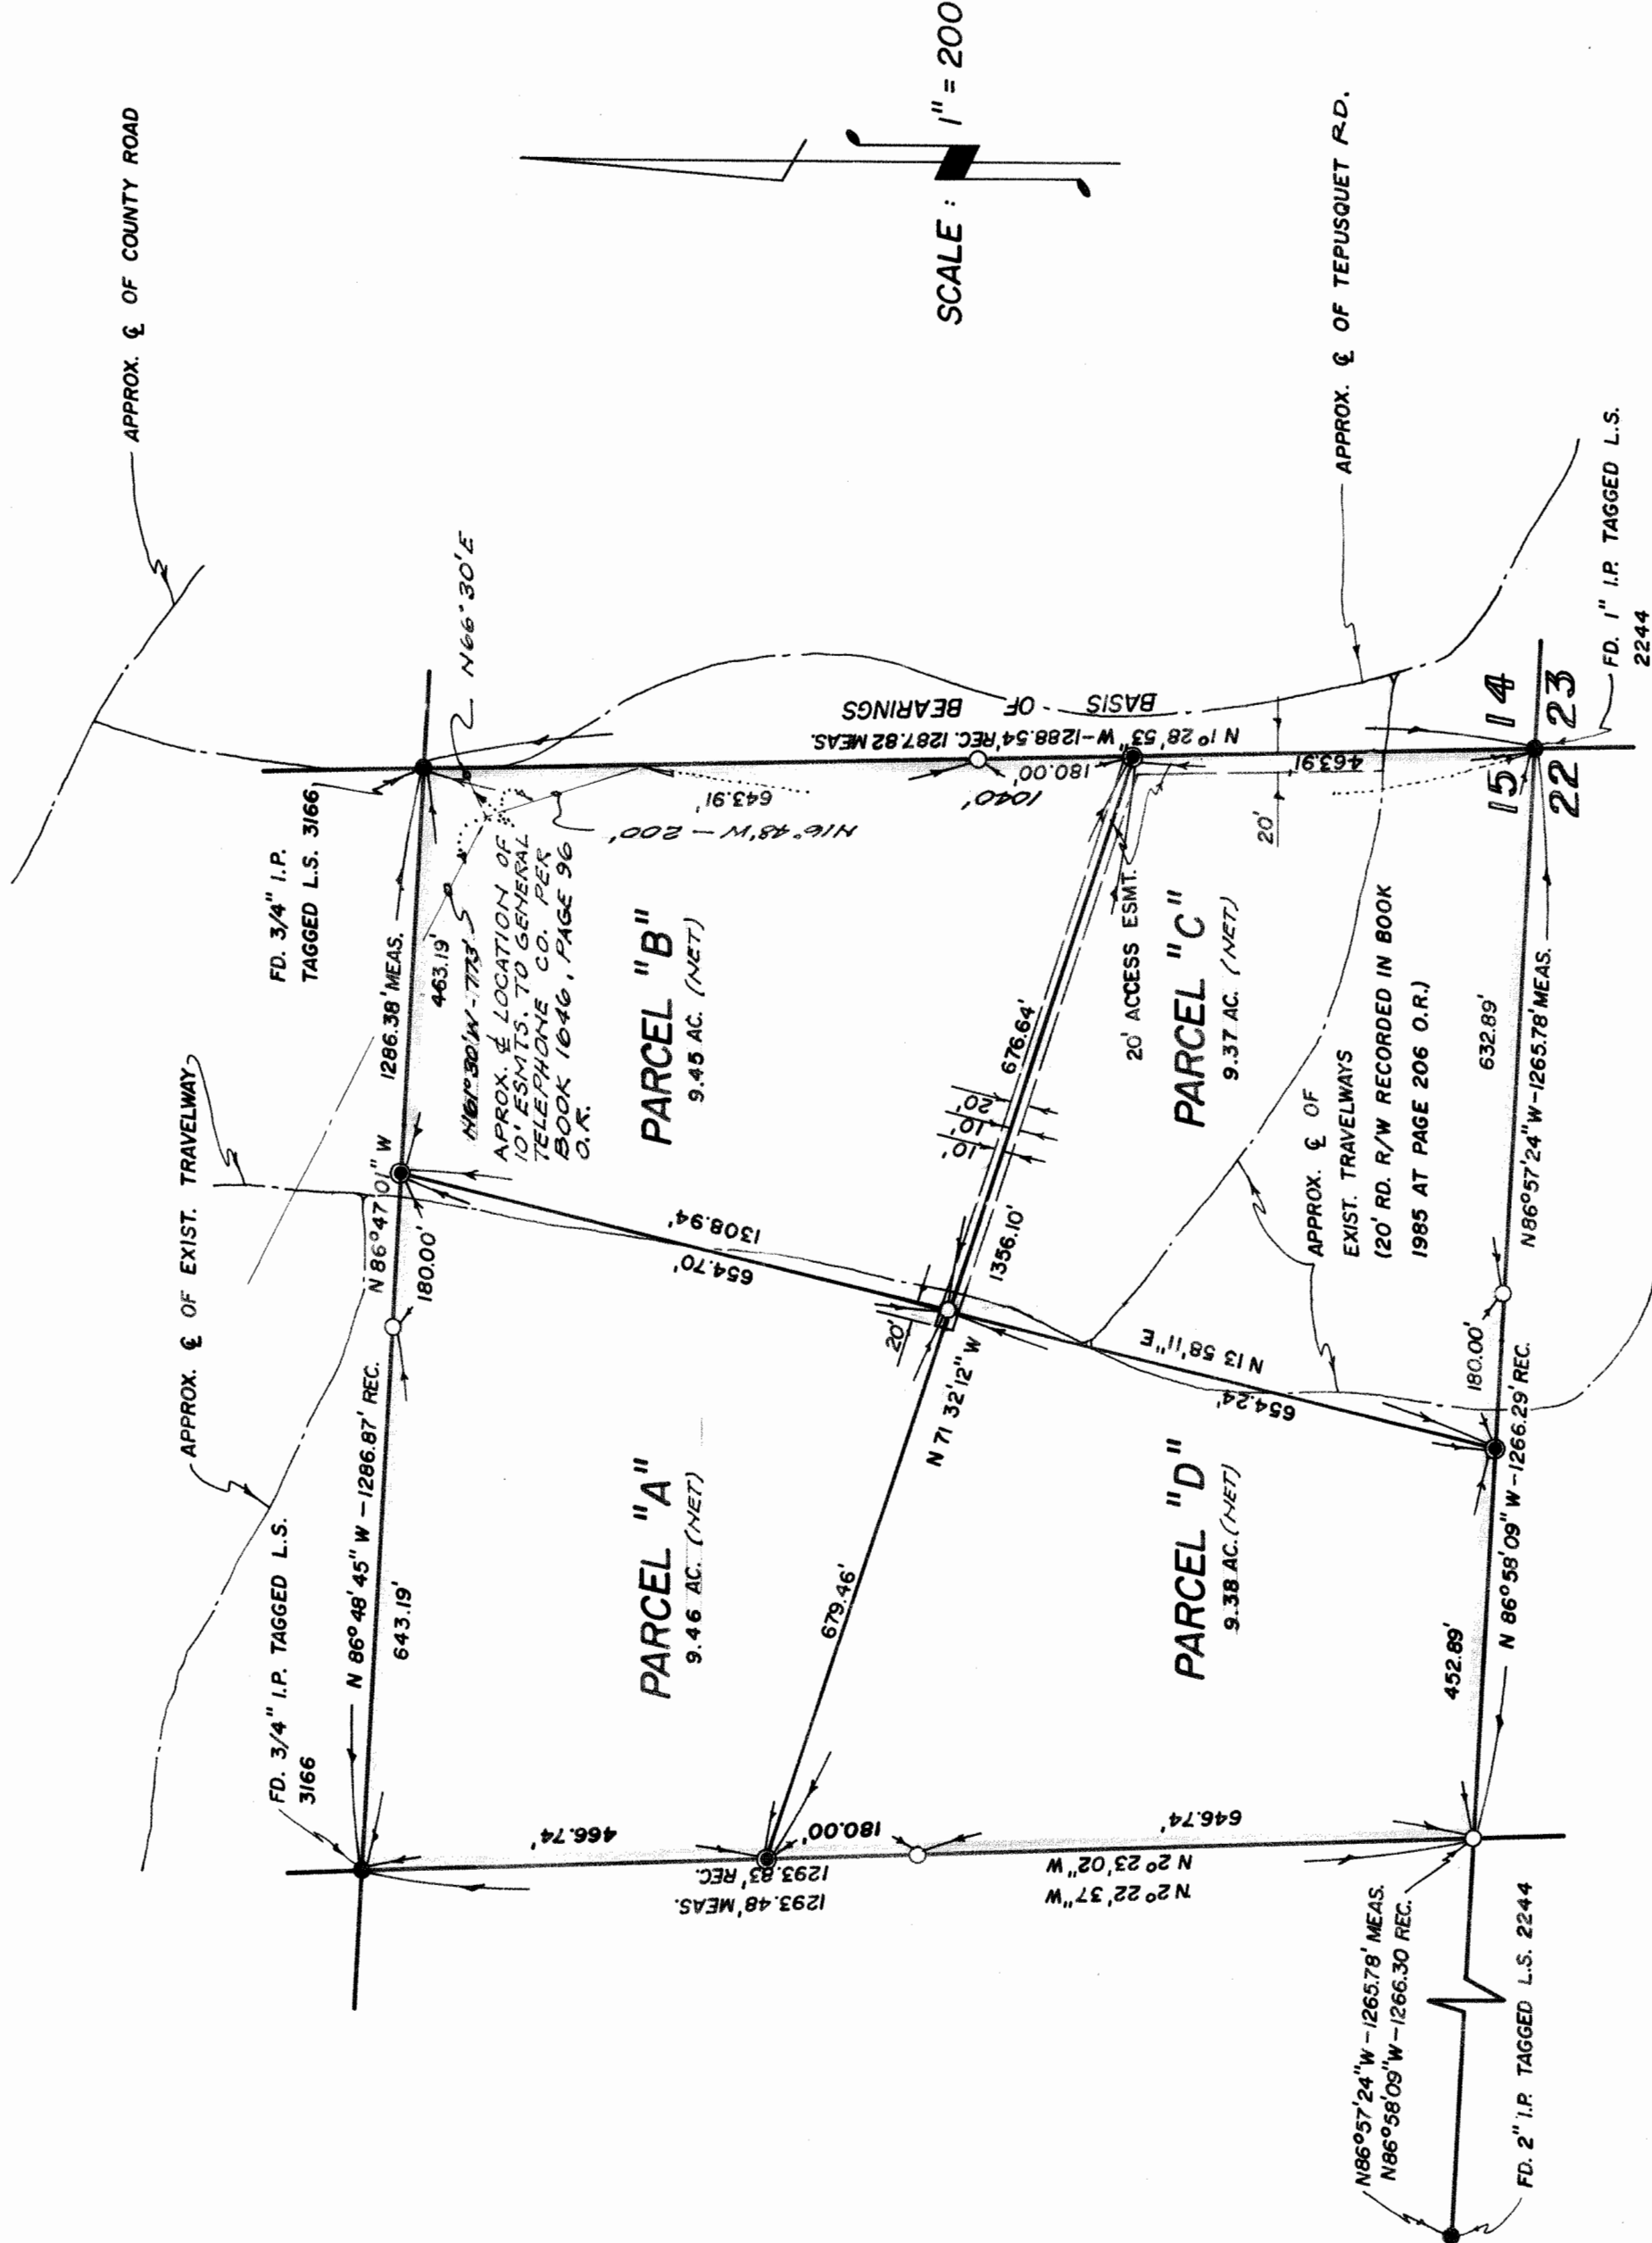 APPROX. ℄ OF COUNTY ROAD
APPROX. ℄ OF EXIST. TRAVELWAY
FD. 3/4" I.P. TAGGED L.S.
3166
N 86° 48' 45" W – 1286.87' REC.
643.19'
N 86° 47' 01" W
1286.38' MEAS.
180.00'
463.19'
FD. 3/4" I.P.
TAGGED L.S. 3166
N66°30'E
APPROX. ℄ LOCATION OF
10' ESMTS. TO GENERAL
TELEPHONE CO. PER
BOOK 1646, PAGE 96
O.R.
N16°48'W – 200'
643.91'
1040'
PARCEL "A"
9.46 AC. (NET)
PARCEL "B"
9.45 AC. (NET)
466.74'
180.00'
646.74'
1293.83' REC.
1293.48' MEAS.
N 2° 23' 02" W
N 2° 22' 37" W
679.46'
N 71 32' 12" W
1356.10'
676.64'
1308.94'
654.70'
20'
10'
10'
20'
20' ACCESS ESMT.
180.00'
N 1° 28' 53" W–1288.54' REC. 1287.82 MEAS.
BASIS OF BEARINGS
463.91
20'
SCALE : 1" = 200
PARCEL "C"
9.37 AC. (NET)
PARCEL "D"
9.38 AC. (NET)
N 13 58' 11" E
654.24'
APPROX. ℄ OF
EXIST. TRAVELWAYS
(20' RD. R/W RECORDED IN BOOK
1985 AT PAGE 206 O.R.)
APPROX. ℄ OF TEPUSQUET RD.
452.89'
N 86° 58' 09" W –1266.29' REC.
180.00'
632.89'
N86°57'24"W–1265.78' MEAS.
15 14
22 23
FD. 1" I.P. TAGGED L.S.
2244
N86°57'24"W –1265.78' MEAS.
N86°58'09"W–1266.30 REC.
FD. 2" I.P. TAGGED L.S. 2244